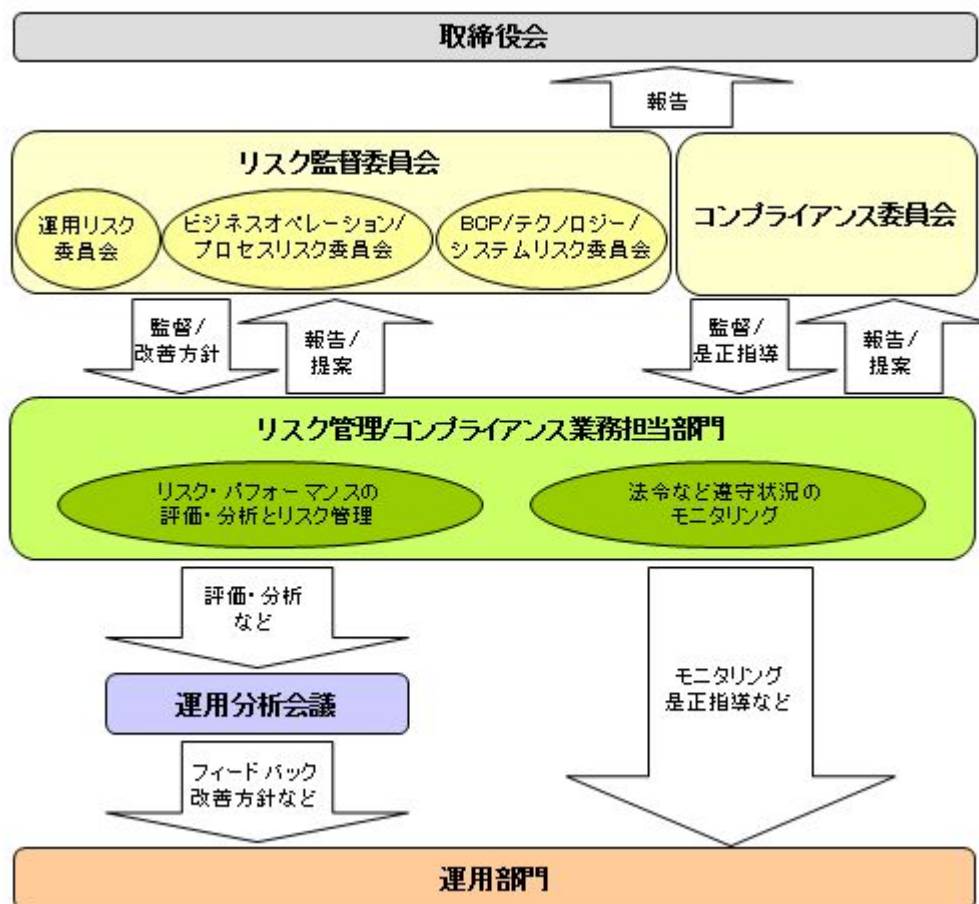 取締役会
報告
リスク監督委員会
運用リスク
委員会
ビジネスオペレーション/
プロセスリスク委員会
BCP/テクノロジー/
システムリスク委員会
コンプライアンス委員会
監督/
改善方針
報告/
提案
監督/
是正指導
報告/
提案
リスク管理/コンプライアンス業務担当部門
リスク・パフォーマンスの
評価・分析とリスク管理
法令など遵守状況の
モニタリング
評価・分析
など
運用分析会議
モニタリング
是正指導など
フィードバック
改善方針など
運用部門